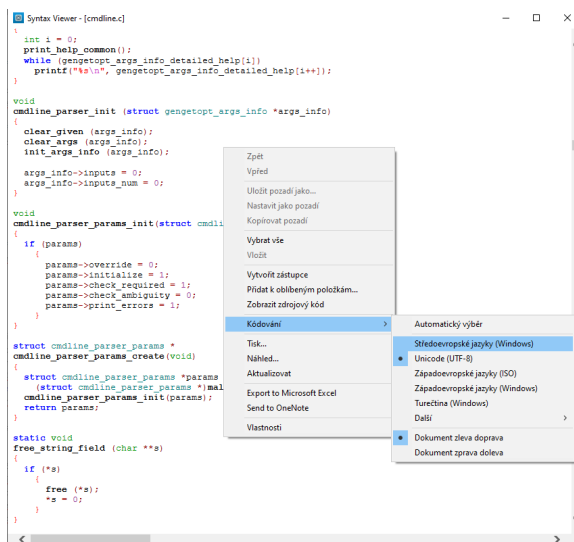 Syntax Viewer - [cmdline.c]
{
int i = 0;
print_help_common();
while (gengetopt_args_info_detailed_help[i])
printf("%s\n", gengetopt_args_info_detailed_help[i++]);
}
void
cmdline_parser_init (struct gengetopt_args_info *args_info)
{
clear_given (args_info);
clear_args (args_info);
init_args_info (args_info);
args_info->inputs = 0;
args_info->inputs_num = 0;
}
void
cmdline_parser_params_init(struct cmdli
{
if (params)
{
params->override = 0;
params->initialize = 1;
params->check_required = 1;
params->check_ambiguity = 0;
params->print_errors = 1;
}
}
struct cmdline_parser_params *
cmdline_parser_params_create(void)
{
struct cmdline_parser_params *params
(struct cmdline_parser_params *)mal
cmdline_parser_params_init(params);
return params;
}
static void
free_string_field (char **s)
{
if (*s)
{
free (*s);
*s = 0;
}
}
Zpět
Vpřed
Uložit pozadí jako...
Nastavit jako pozadí
Kopírovat pozadí
Vybrat vše
Vložit
Vytvořit zástupce
Přidat k oblíbeným položkám...
Zobrazit zdrojový kód
Kódování
Tisk...
Náhled...
Aktualizovat
Export to Microsoft Excel
Send to OneNote
Vlastnosti
Automatický výběr
Středoevropské jazyky (Windows)
Unicode (UTF-8)
Západoevropské jazyky (ISO)
Západoevropské jazyky (Windows)
Turečtina (Windows)
Další
Dokument zleva doprava
Dokument zprava doleva